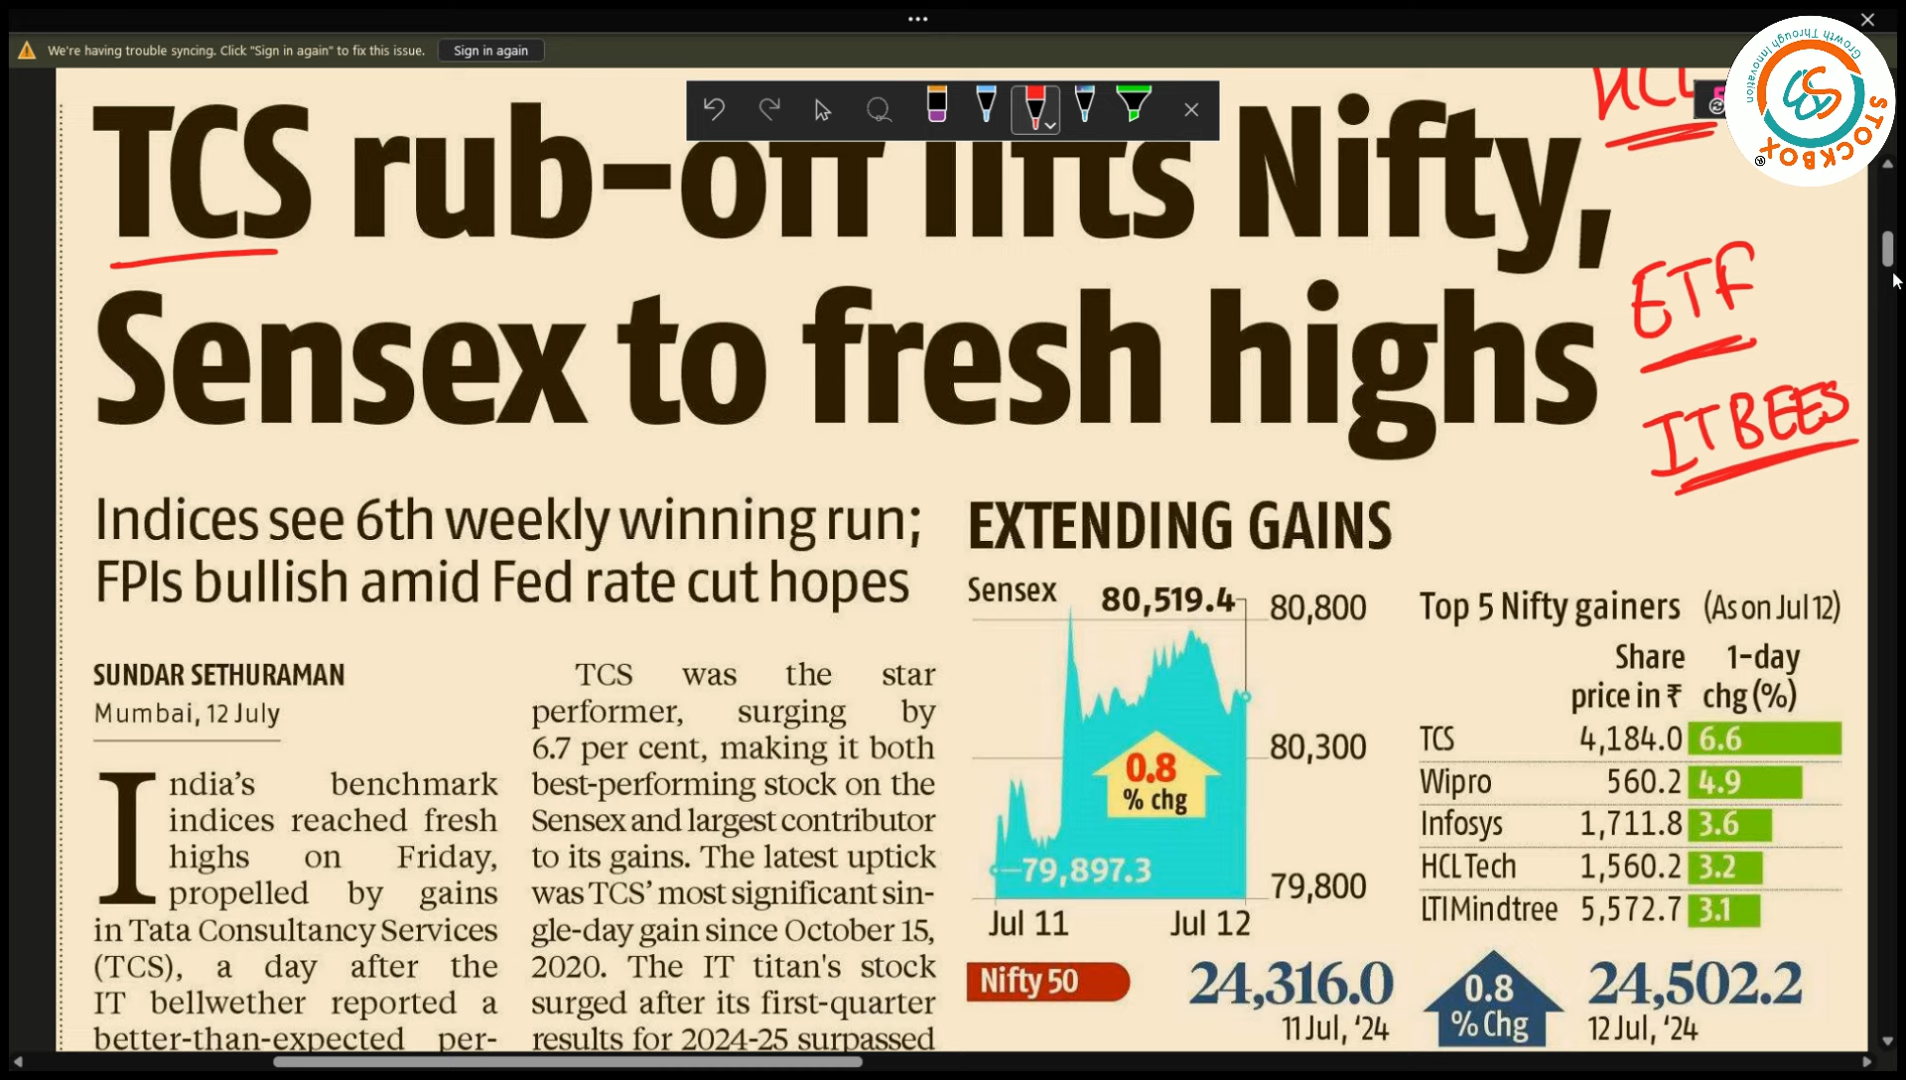 We're having trouble syncing. Click "Sign in again" to fix this issue. Sign in again
Growth Through Innovation
STOCKBOX®
HCL
TCS rub-off lifts Nifty,
Sensex to fresh highs
ETF
ITBEES
Indices see 6th weekly winning run;
FPIs bullish amid Fed rate cut hopes
SUNDAR SETHURAMAN
Mumbai, 12 July
India's benchmark
indices reached fresh
highs on Friday,
propelled by gains
in Tata Consultancy Services
(TCS), a day after the
IT bellwether reported a
better-than-expected per-
TCS was the star
performer, surging by
6.7 per cent, making it both
best-performing stock on the
Sensex and largest contributor
to its gains. The latest uptick
was TCS' most significant sin-
gle-day gain since October 15,
2020. The IT titan's stock
surged after its first-quarter
results for 2024-25 surpassed
EXTENDING GAINS
Sensex
80,519.4
80,800
80,300
79,800
0.8
% chg
79,897.3
Jul 11 Jul 12
Top 5 Nifty gainers (As on Jul 12)
Share 1-day
price in ₹ chg (%)
TCS 4,184.0 6.6
Wipro 560.2 4.9
Infosys 1,711.8 3.6
HCL Tech 1,560.2 3.2
LTIMindtree 5,572.7 3.1
Nifty 50 24,316.0 0.8 24,502.2
11 Jul, '24 % Chg 12 Jul, '24